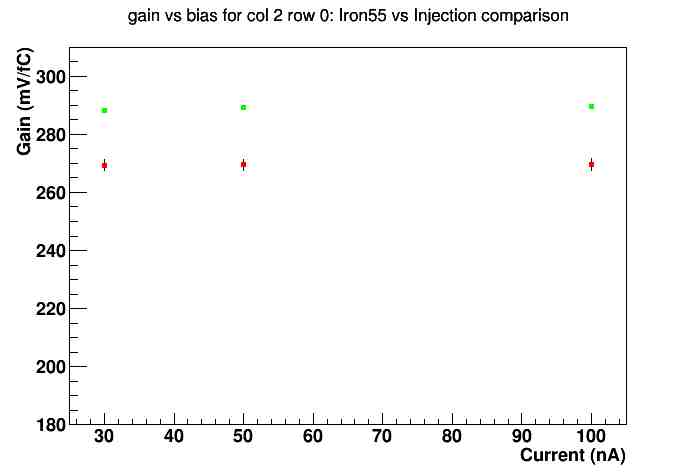 gain vs bias for col 2 row 0: Iron55 vs Injection comparison
Gain (mV/fC)
300
280
260
240
220
200
180
30 40 50 60 70 80 90 100
Current (nA)